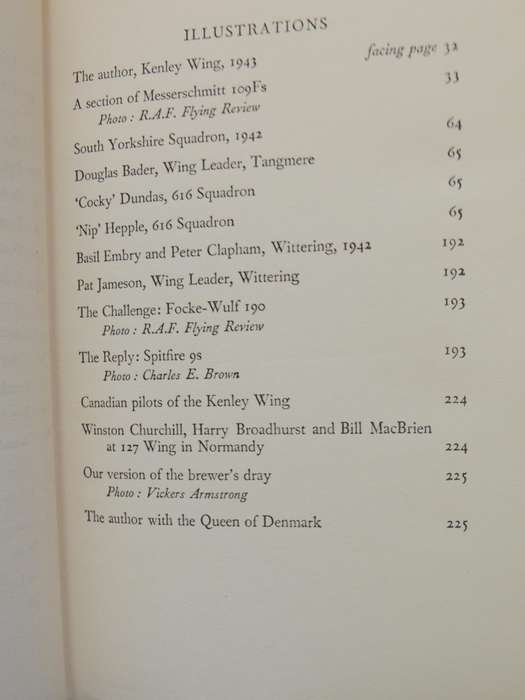 ILLUSTRATIONS
The author, Kenley Wing, 1943 facing page 32
A section of Messerschmitt 109Fs 33
Photo : R.A.F. Flying Review
South Yorkshire Squadron, 1942 64
Douglas Bader, Wing Leader, Tangmere 65
‘Cocky’ Dundas, 616 Squadron 65
‘Nip’ Hepple, 616 Squadron 65
Basil Embry and Peter Clapham, Wittering, 1942 192
Pat Jameson, Wing Leader, Wittering 192
The Challenge: Focke-Wulf 190 193
Photo : R.A.F. Flying Review
The Reply: Spitfire 9s 193
Photo : Charles E. Brown
Canadian pilots of the Kenley Wing 224
Winston Churchill, Harry Broadhurst and Bill MacBrien
at 127 Wing in Normandy 224
Our version of the brewer’s dray 225
Photo : Vickers Armstrong
The author with the Queen of Denmark 225